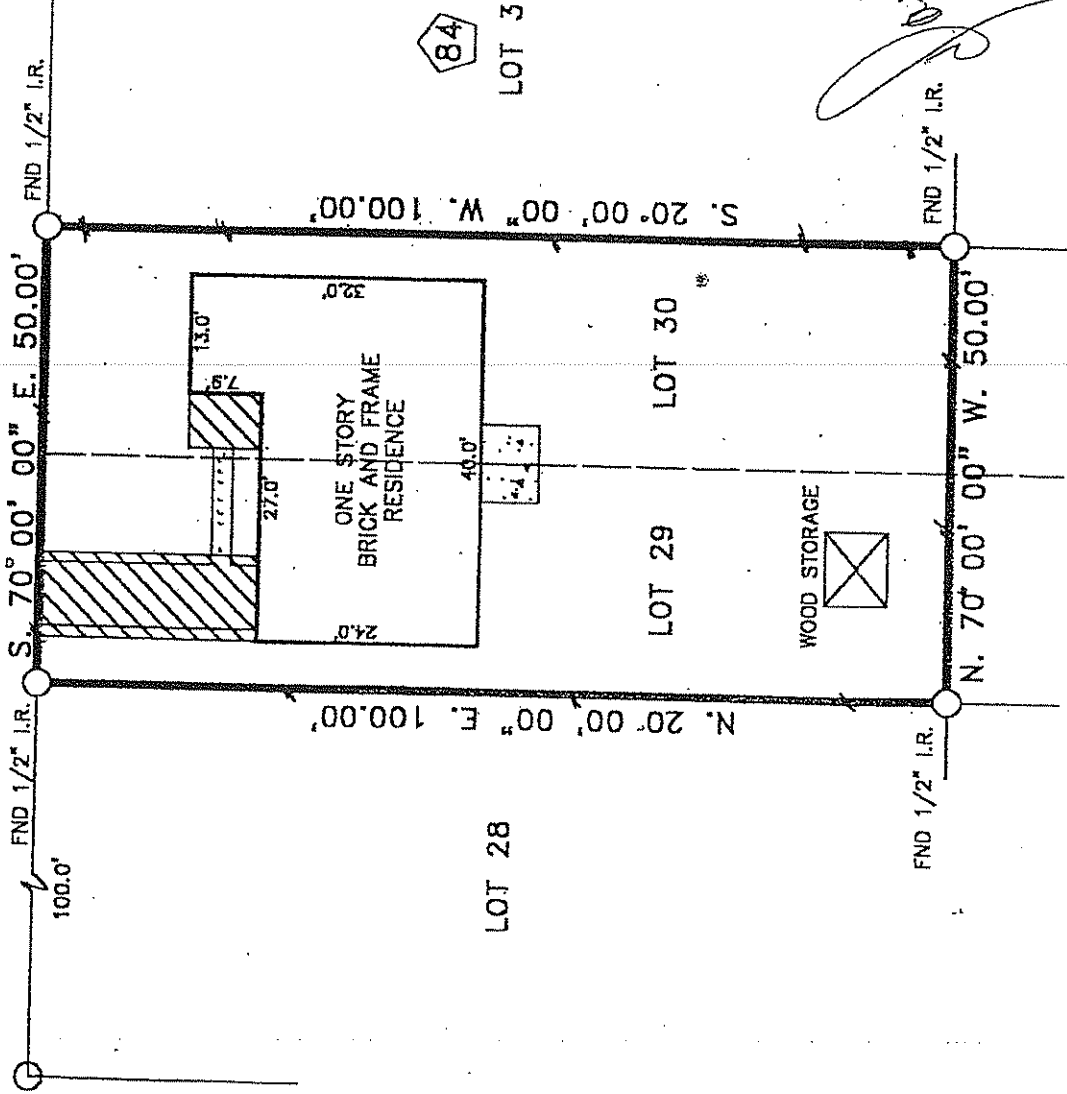 FND 1/2" I.R.
FND 1/2" I.R.
100.0'
S. 70° 00' 00" E. 50.00'
84
LOT 3
13.0'
7.9'
32.0'
27.0'
ONE STORY
BRICK AND FRAME
RESIDENCE
24.0'
40.0'
S. 20° 00' 00" W. 100.00'
N. 20° 00' 00" E. 100.00'
LOT 28
LOT 29
LOT 30
WOOD STORAGE
FND 1/2" I.R.
FND 1/2" I.R.
N. 70° 00' 00" W. 50.00'